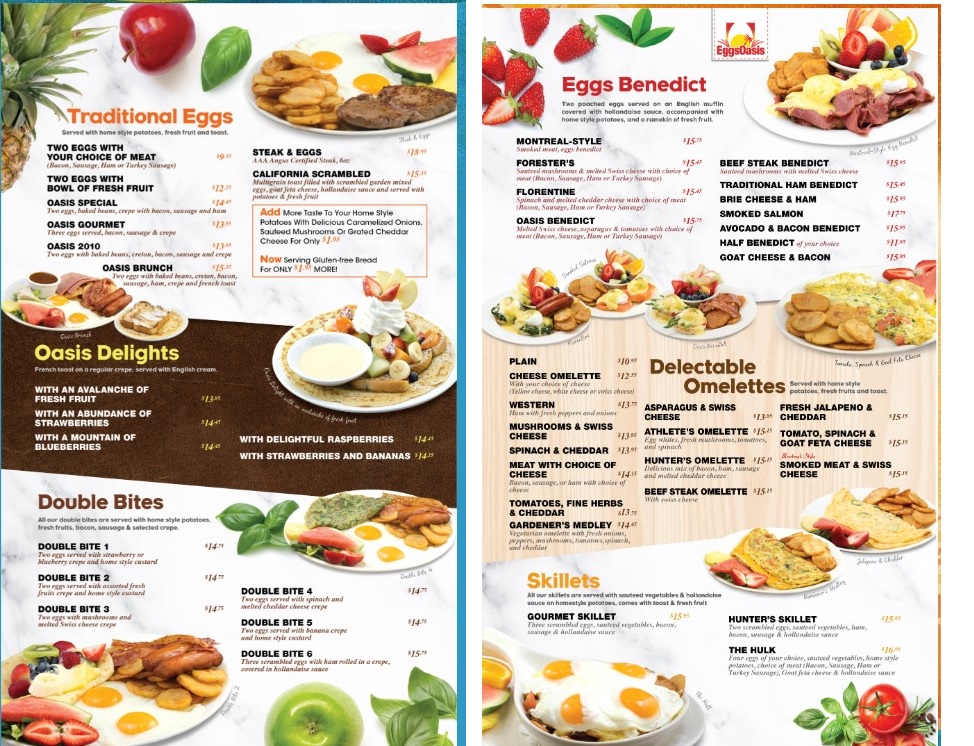 Traditional Eggs
Served with home style potatoes, fresh fruit and toast.
TWO EGGS WITH
YOUR CHOICE OF MEAT
(Bacon, Sausage, Ham or Turkey Sausage)
TWO EGGS WITH
BOWL OF FRESH FRUIT $12.25
OASIS SPECIAL $14.45
Two eggs, baked beans, crepe with bacon, sausage and ham
OASIS GOURMET $13.95
Three eggs served, bacon, sausage & crepe
OASIS 2010 $13.95
Two eggs with baked beans, creton, bacon, sausage and crepe
OASIS BRUNCH
Two eggs with baked beans, creton, bacon,
sausage, ham, crepe and french toast
STEAK & EGGS $18.95
AAA Angus Certified Steak, 6oz
CALIFORNIA SCRAMBLED
Multigrain toast filled with scrambled garden mixed
eggs, goat feta cheese, hollandaise sauce and served with
potatoes & fresh fruit
Add More Taste To Your Home Style
Potatoes With Delicious Caramelized Onions,
Sauteed Mushrooms Or Grated Cheddar
Cheese For Only $1.95
Now Serving Gluten-free Bread
For ONLY $1.95 MORE!
Steak & Eggs
Oasis Brunch
Oasis Delights
French toast on a regular crepe, served with English cream.
WITH AN AVALANCHE OF
FRESH FRUIT $13.95
WITH AN ABUNDANCE OF
STRAWBERRIES $14.45
WITH A MOUNTAIN OF
BLUEBERRIES $14.45
WITH DELIGHTFUL RASPBERRIES $14.45
WITH STRAWBERRIES AND BANANAS $14.15
Oasis Delight with an avalanche of fresh fruit
Double Bites
All our double bites are served with home style potatoes,
fresh fruits, bacon, sausage & selected crepe.
DOUBLE BITE 1 $14.75
Two eggs served with strawberry or
blueberry crepe and home style custard
DOUBLE BITE 2 $14.75
Two eggs served with assorted fresh
fruits crepe and home style custard
DOUBLE BITE 3 $14.75
Two eggs with mushrooms and
melted Swiss cheese crepe
DOUBLE BITE 4 $14.75
Two eggs served with spinach and
melted cheddar cheese crepe
DOUBLE BITE 5 $14.75
Two eggs served with banana crepe
and home style custard
DOUBLE BITE 6 $15.75
Three scrambled eggs with ham rolled in a crepe,
covered in hollandaise sauce
EggsOasis
Eggs Benedict
Two poached eggs served on an English muffin
covered with hollandaise sauce, accompanied with
home style potatoes, and a ramekin of fresh fruit.
Montreal-Style Egg Benedict
MONTREAL-STYLE $15.75
Smoked meat, eggs benedict
FORESTER'S $15.45
Sauteed mushrooms & melted Swiss cheese with choice of
meat (Bacon, Sausage, Ham or Turkey Sausage)
FLORENTINE $15.45
Spinach and melted cheddar cheese with choice of meat
(Bacon, Sausage, Ham or Turkey Sausage)
OASIS BENEDICT $15.75
Melted Swiss cheese, asparagus & tomatoes with choice of
meat (Bacon, Sausage, Ham or Turkey Sausage)
BEEF STEAK BENEDICT $15.95
Sauteed mushrooms with melted Swiss cheese
TRADITIONAL HAM BENEDICT $15.45
BRIE CHEESE & HAM $15.95
SMOKED SALMON $17.75
AVOCADO & BACON BENEDICT $15.95
HALF BENEDICT of your choice $11.95
GOAT CHEESE & BACON $15.95
Smoked Salmon
Florentine
Oasis Benedict
Tomato, Spinach & Goat Feta Cheese
Delectable
Omelettes
Served with home style
potatoes, fresh fruits and toast.
PLAIN $10.95
CHEESE OMELETTE $12.55
With your choice of cheese
(Yellow cheese, white cheese or swiss cheese)
WESTERN $13.75
Ham with fresh peppers and onions
MUSHROOMS & SWISS
CHEESE $13.95
SPINACH & CHEDDAR $13.95
MEAT WITH CHOICE OF
CHEESE $14.35
Bacon, sausage, or ham with choice of
cheese
TOMATOES, FINE HERBS
& CHEDDAR $13.75
GARDENER'S MEDLEY $14.45
Vegetarian omelette with fresh onions,
peppers, mushrooms, tomatoes, spinach,
and cheddar
ASPARAGUS & SWISS
CHEESE $13.95
ATHLETE'S OMELETTE $15.15
Egg whites, fresh mushrooms, tomatoes,
and spinach
HUNTER'S OMELETTE $15.15
Delicious mix of bacon, ham, sausage
and melted cheddar cheese
BEEF STEAK OMELETTE $15.15
With swiss cheese
FRESH JALAPENO &
CHEDDAR $15.15
TOMATO, SPINACH &
GOAT FETA CHEESE $15.15
Montreal-Style
SMOKED MEAT & SWISS
CHEESE $15.15
Jalapeno & Cheddar
Gardener's Medley
Skillets
All our skillets are served with sauteed vegetables & hollandaise
sauce on homestyle potatoes, comes with toast & fresh fruit
GOURMET SKILLET $15.95
Three scrambled eggs, sauteed vegetables, bacon,
sausage & hollandaise sauce
HUNTER'S SKILLET $15.95
Two scrambled eggs, sauteed vegetables, ham,
bacon, sausage & hollandaise sauce
THE HULK $16.95
Four eggs of your choice, sauteed vegetables, home style
potatoes, choice of meat (Bacon, Sausage, Ham or
Turkey Sausage), Goat feta cheese & hollandaise sauce
The Hulk